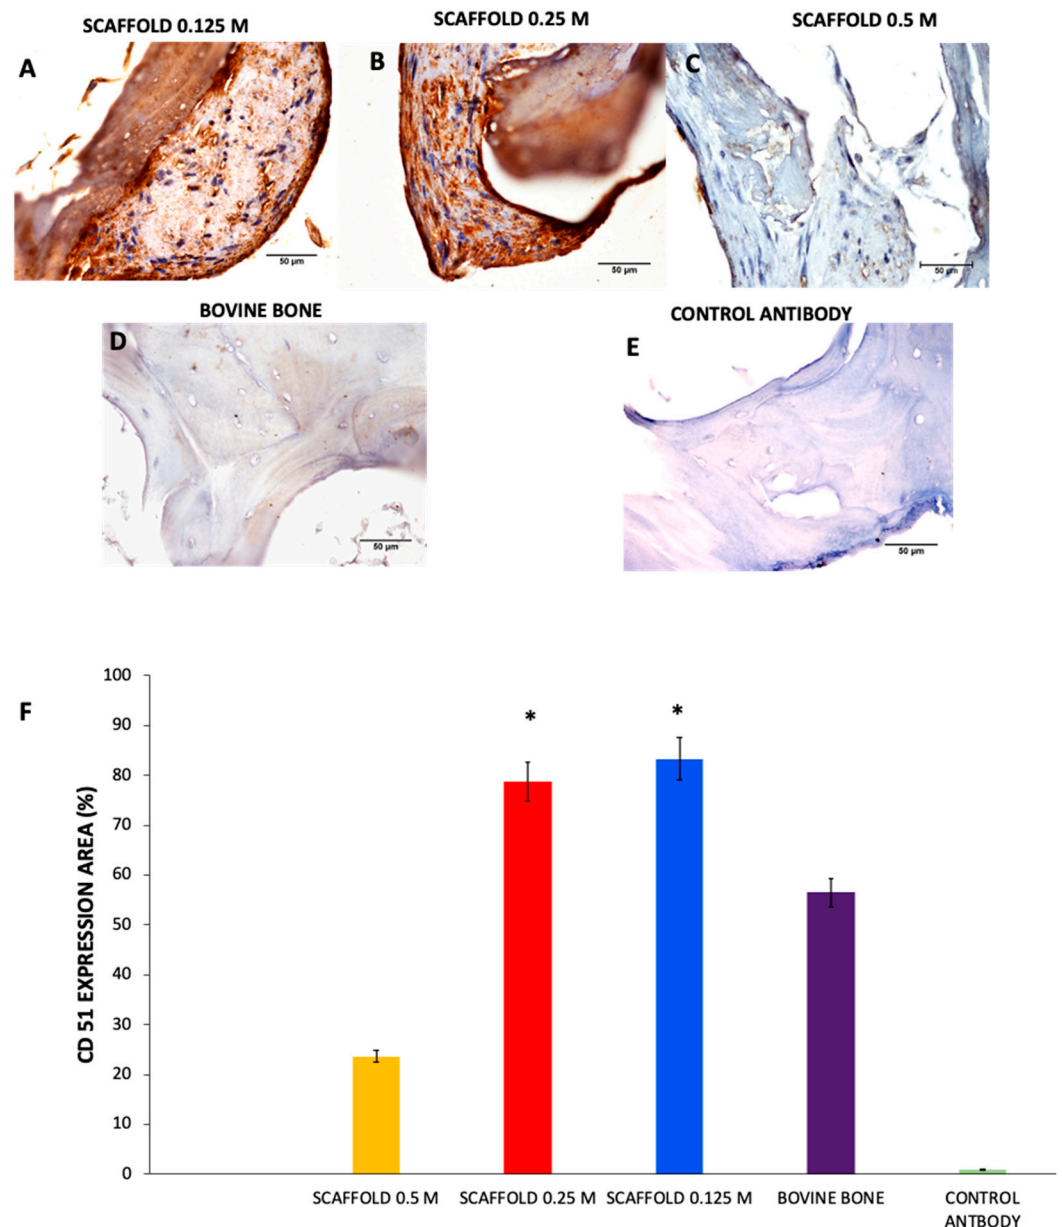 SCAFFOLD 0.125 M
SCAFFOLD 0.25 M
SCAFFOLD 0.5 M
A
B
C
50 µm
50 µm
50 µm
BOVINE BONE
CONTROL ANTIBODY
D
E
50 µm
50 µm
F
CD 51 EXPRESSION AREA (%)
100
90
80
70
60
50
40
30
20
10
0
*
*
SCAFFOLD 0.5 M
SCAFFOLD 0.25 M
SCAFFOLD 0.125 M
BOVINE BONE
CONTROL
ANTBODY